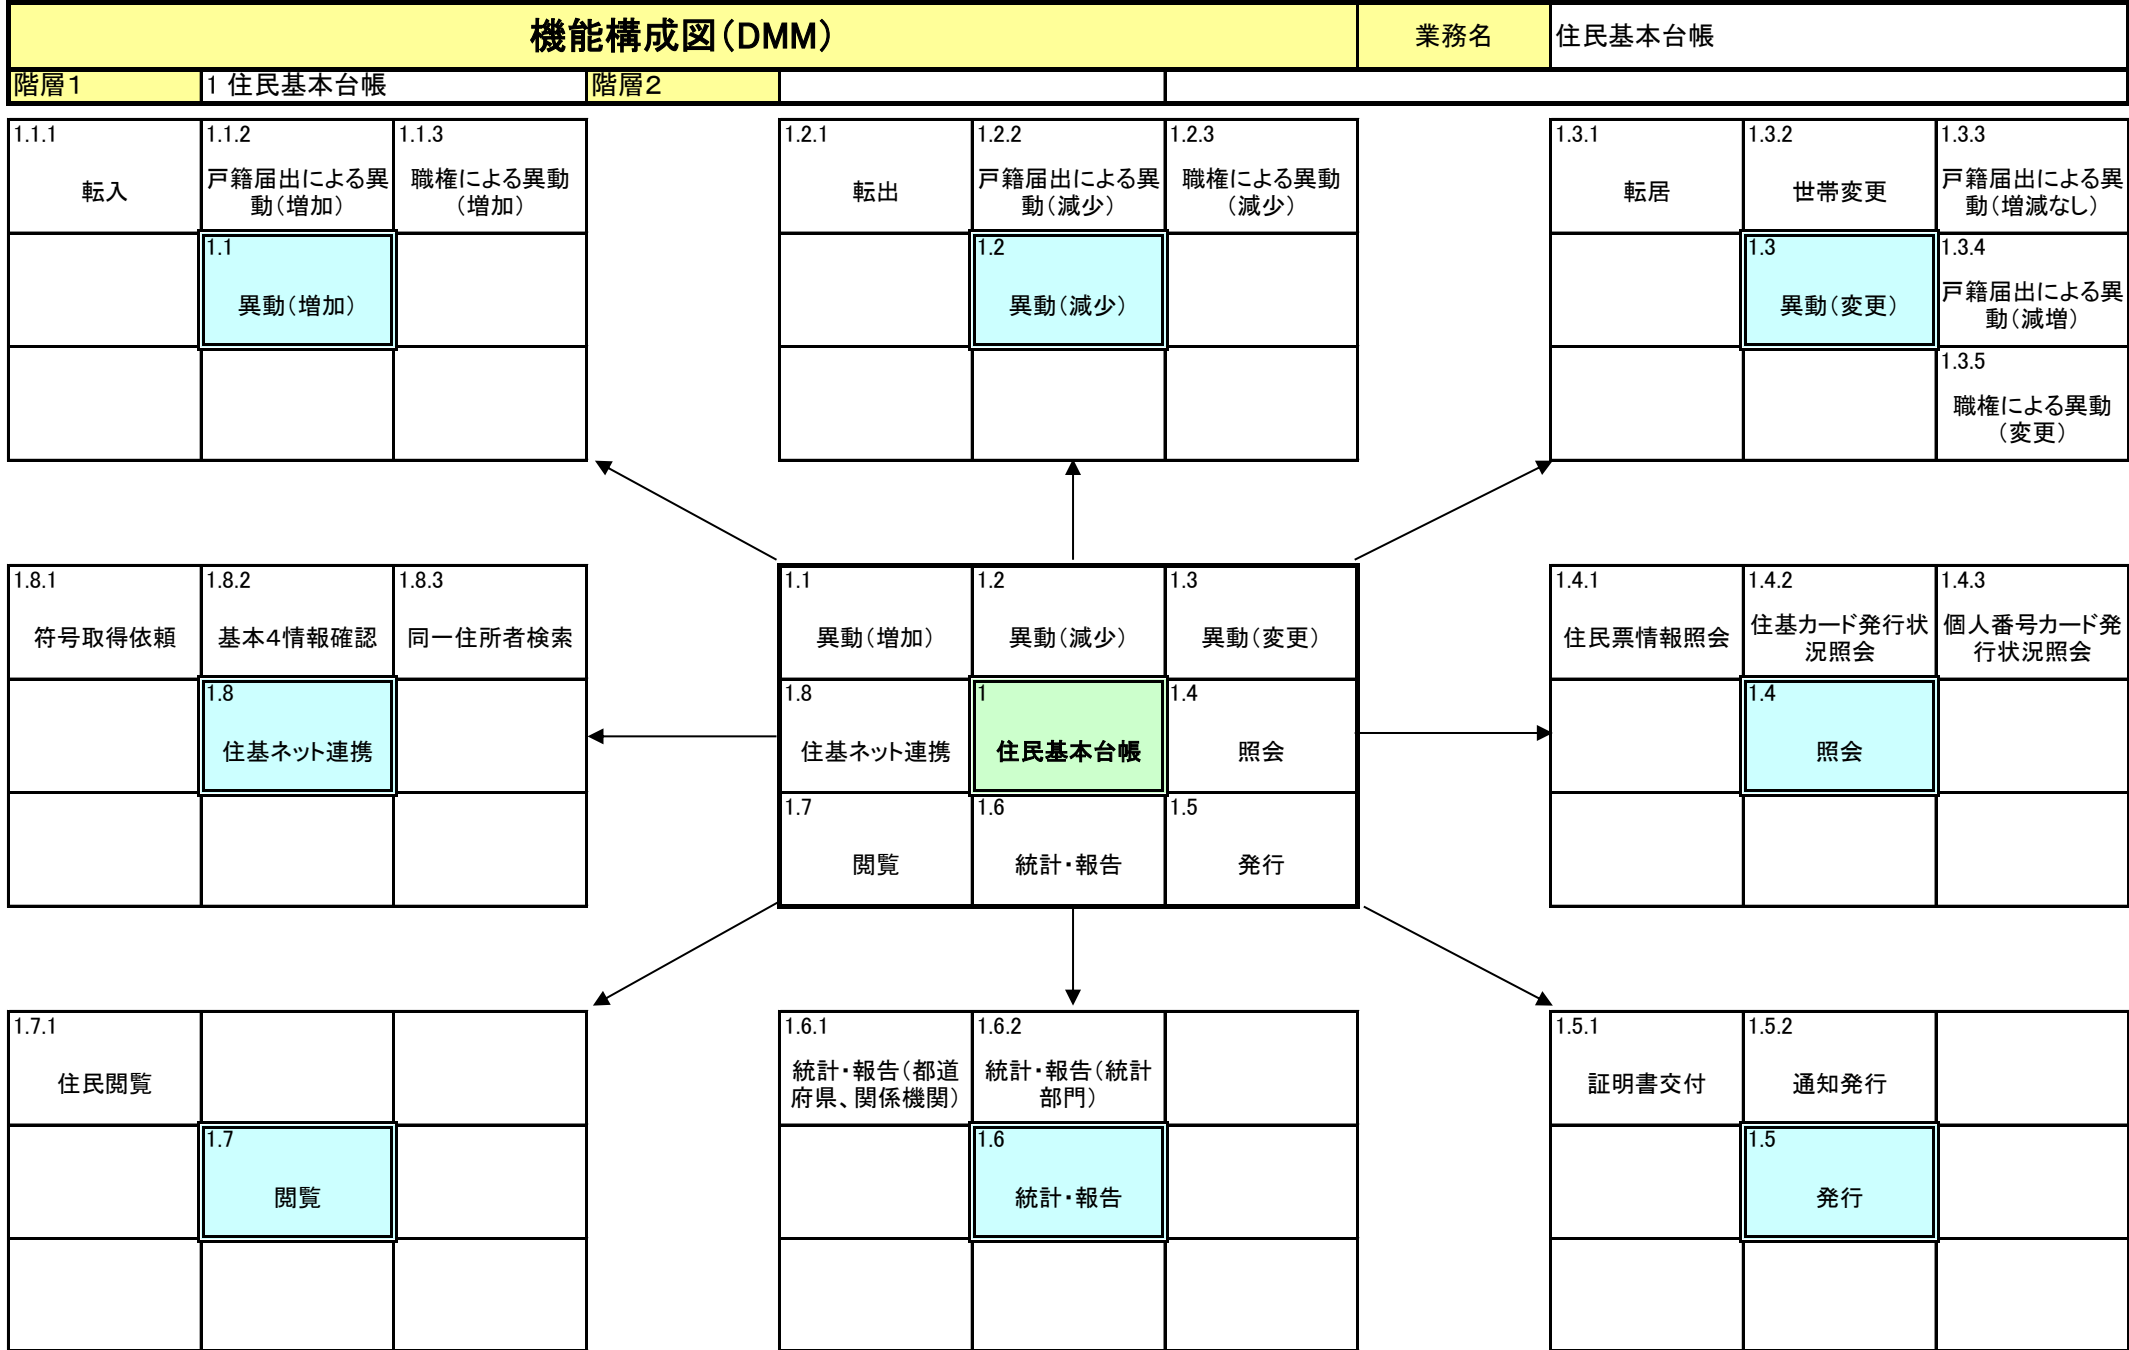 機能構成図(DMM)
業務名
住民基本台帳
階層1
1 住民基本台帳
階層2
1.1.1
転入
1.1.2
戸籍届出による異
動(増加)
1.1.3
職権による異動
(増加)
1.1
異動(増加)
1.2.1
転出
1.2.2
戸籍届出による異
動(減少)
1.2.3
職権による異動
(減少)
1.2
異動(減少)
1.3.1
転居
1.3.2
世帯変更
1.3.3
戸籍届出による異
動(増減なし)
1.3
異動(変更)
1.3.4
戸籍届出による異
動(減増)
1.3.5
職権による異動
(変更)
1.8.1
符号取得依頼
1.8.2
基本4情報確認
1.8.3
同一住所者検索
1.8
住基ネット連携
1.1
異動(増加)
1.2
異動(減少)
1.3
異動(変更)
1.8
住基ネット連携
1
住民基本台帳
1.4
照会
1.7
閲覧
1.6
統計・報告
1.5
発行
1.4.1
住民票情報照会
1.4.2
住基カード発行状
況照会
1.4.3
個人番号カード発
行状況照会
1.4
照会
1.7.1
住民閲覧
1.7
閲覧
1.6.1
統計・報告(都道
府県、関係機関)
1.6.2
統計・報告(統計
部門)
1.6
統計・報告
1.5.1
証明書交付
1.5.2
通知発行
1.5
発行